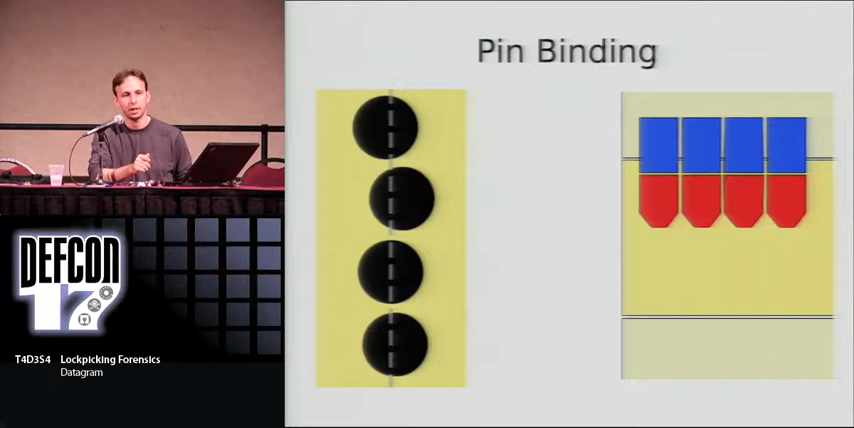 Pin Binding
DEFCON
17
T4D3S4 Lockpicking Forensics
Datagram